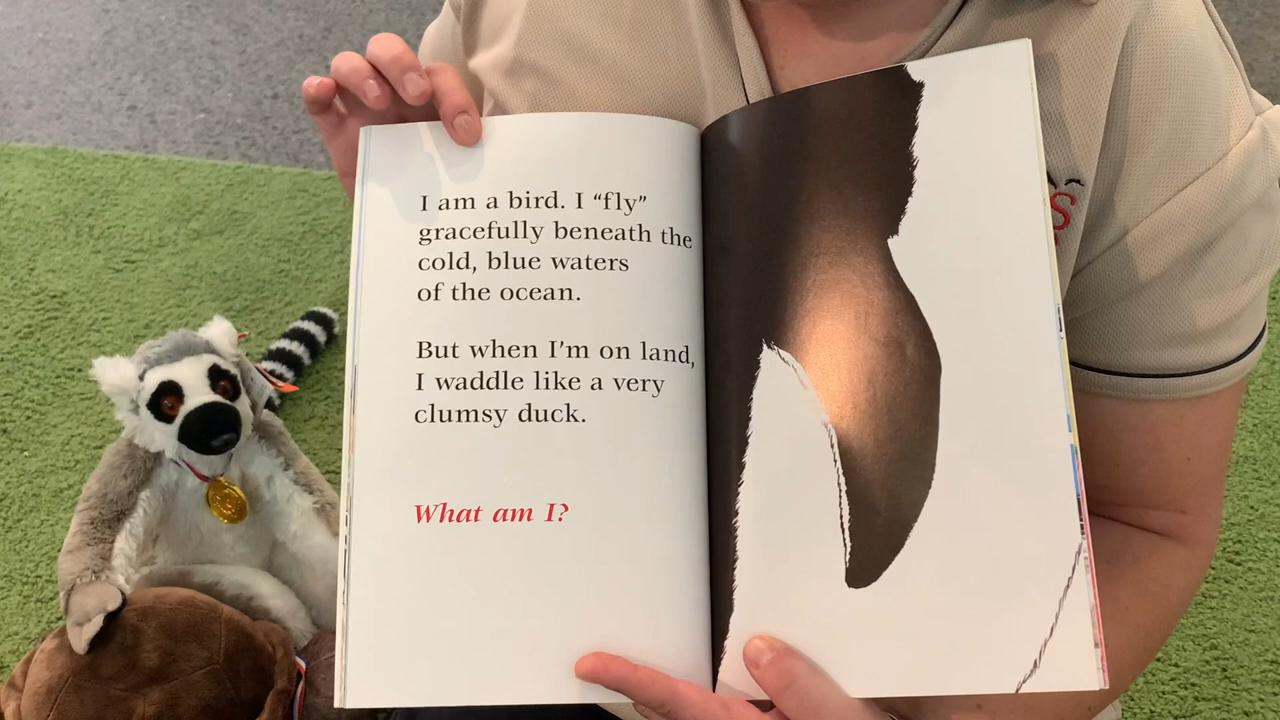 I am a bird. I “fly”
gracefully beneath the
cold, blue waters
of the ocean.
But when I'm on land,
I waddle like a very
clumsy duck.
What am I?